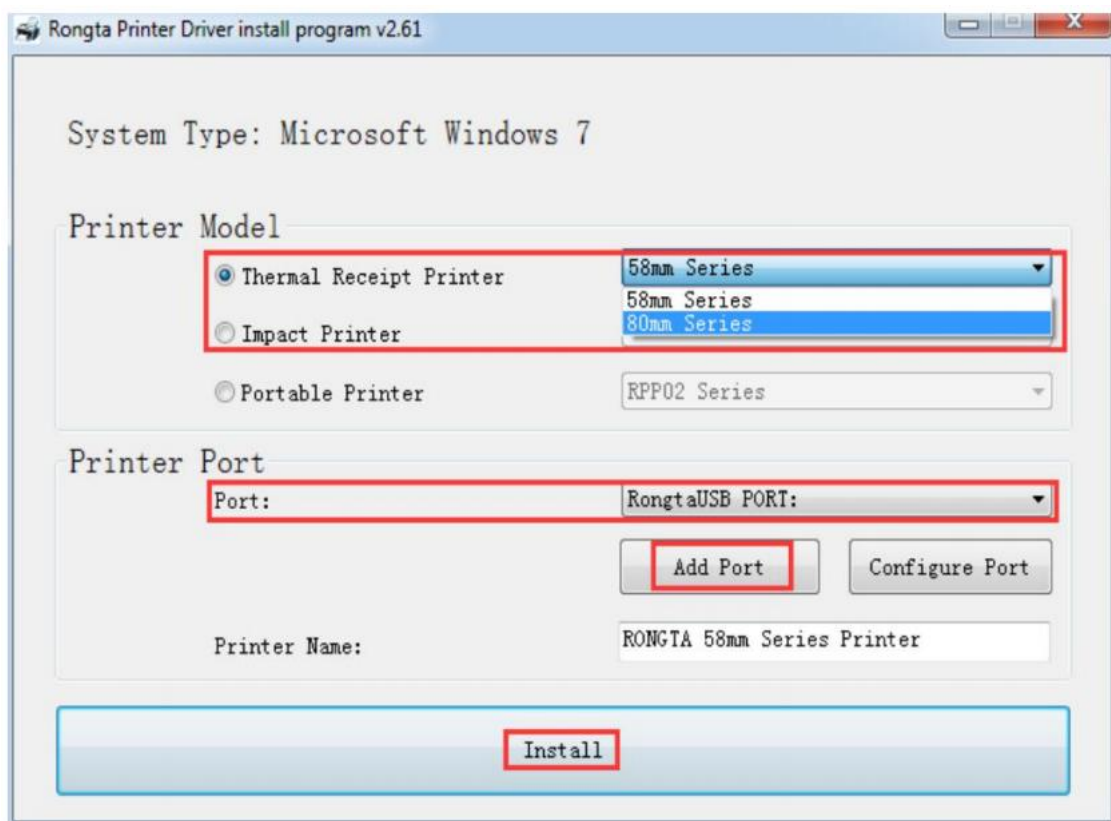 Rongta Printer Driver install program v2.61
System Type: Microsoft Windows 7
Printer Model
Thermal Receipt Printer
58mm Series
58mm Series
80mm Series
Impact Printer
Portable Printer
RPP02 Series
Printer Port
Port:
RongtaUSB PORT:
Add Port
Configure Port
Printer Name:
RONGTA 58mm Series Printer
Install